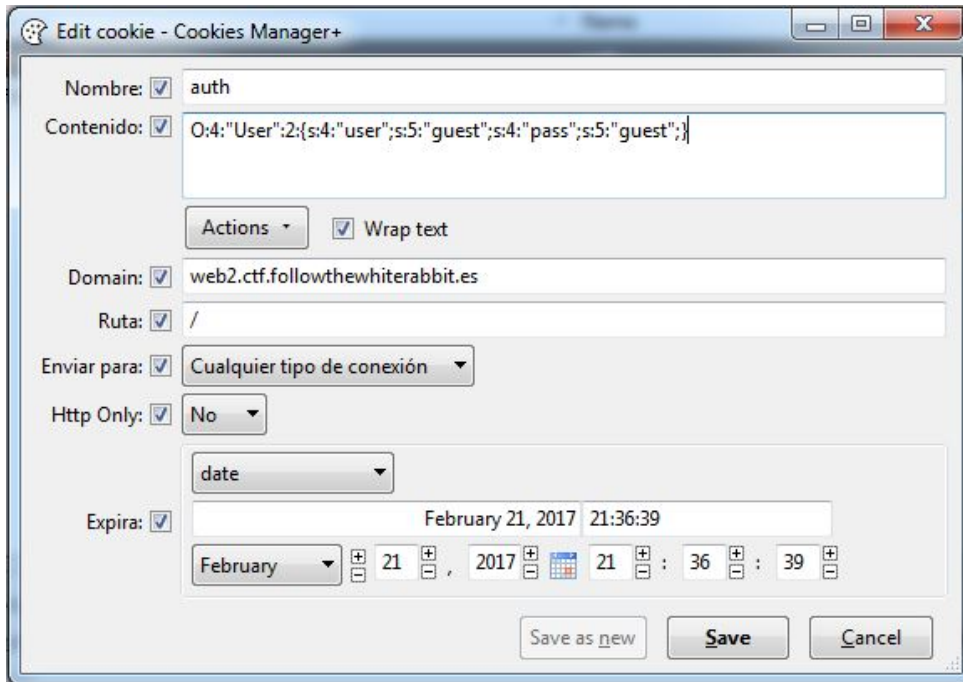 Edit cookie - Cookies Manager+
Nombre: auth
Contenido: O:4:"User":2:{s:4:"user";s:5:"guest";s:4:"pass";s:5:"guest";}
Actions Wrap text
Domain: web2.ctf.followthewhiterabbit.es
Ruta: /
Enviar para: Cualquier tipo de conexión
Http Only: No
date
Expira: February 21, 2017 21:36:39
February 21 , 2017 21 : 36 : 39
Save as new Save Cancel